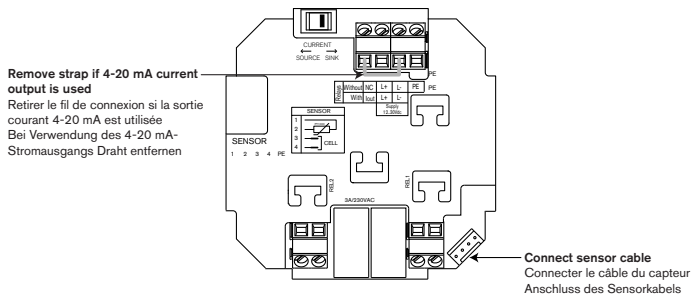 CURRENT
SOURCE SINK
Remove strap if 4-20 mA current
output is used
Retirer le fil de connexion si la sortie
courant 4-20 mA est utilisée
Bei Verwendung des 4-20 mA-
Stromausgangs Draht entfernen
PE
Relays Without NC L+ L- PE PE
With Iout L+ L-
Supply
12..30Vdc
SENSOR
1
2
3
4
CELL
SENSOR
1 2 3 4 PE
REL2
REL1
3A/230VAC
Connect sensor cable
Connecter le câble du capteur
Anschluss des Sensorkabels